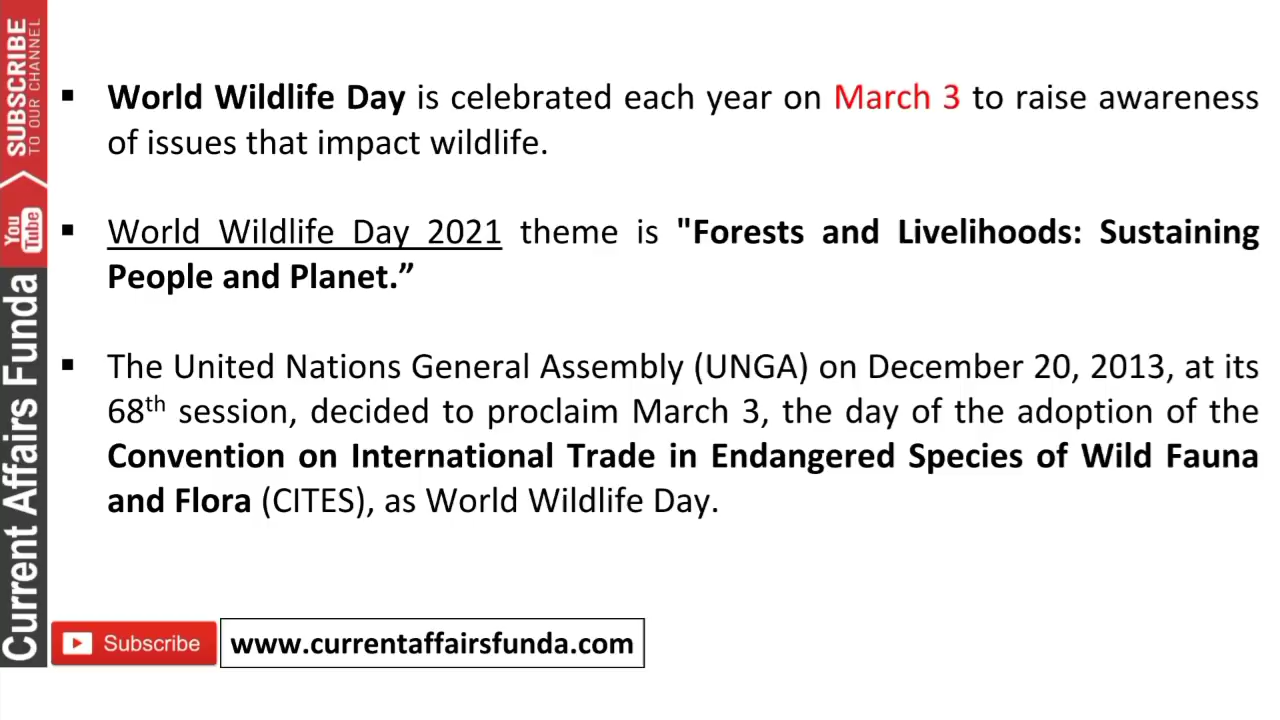 SUBSCRIBE
TO OUR CHANNEL
You
Tube
Current Affairs Funda
▪ World Wildlife Day is celebrated each year on March 3 to raise awareness
of issues that impact wildlife.
▪ World Wildlife Day 2021 theme is "Forests and Livelihoods: Sustaining
People and Planet.”
▪ The United Nations General Assembly (UNGA) on December 20, 2013, at its
68th session, decided to proclaim March 3, the day of the adoption of the
Convention on International Trade in Endangered Species of Wild Fauna
and Flora (CITES), as World Wildlife Day.
Subscribe
www.currentaffairsfunda.com